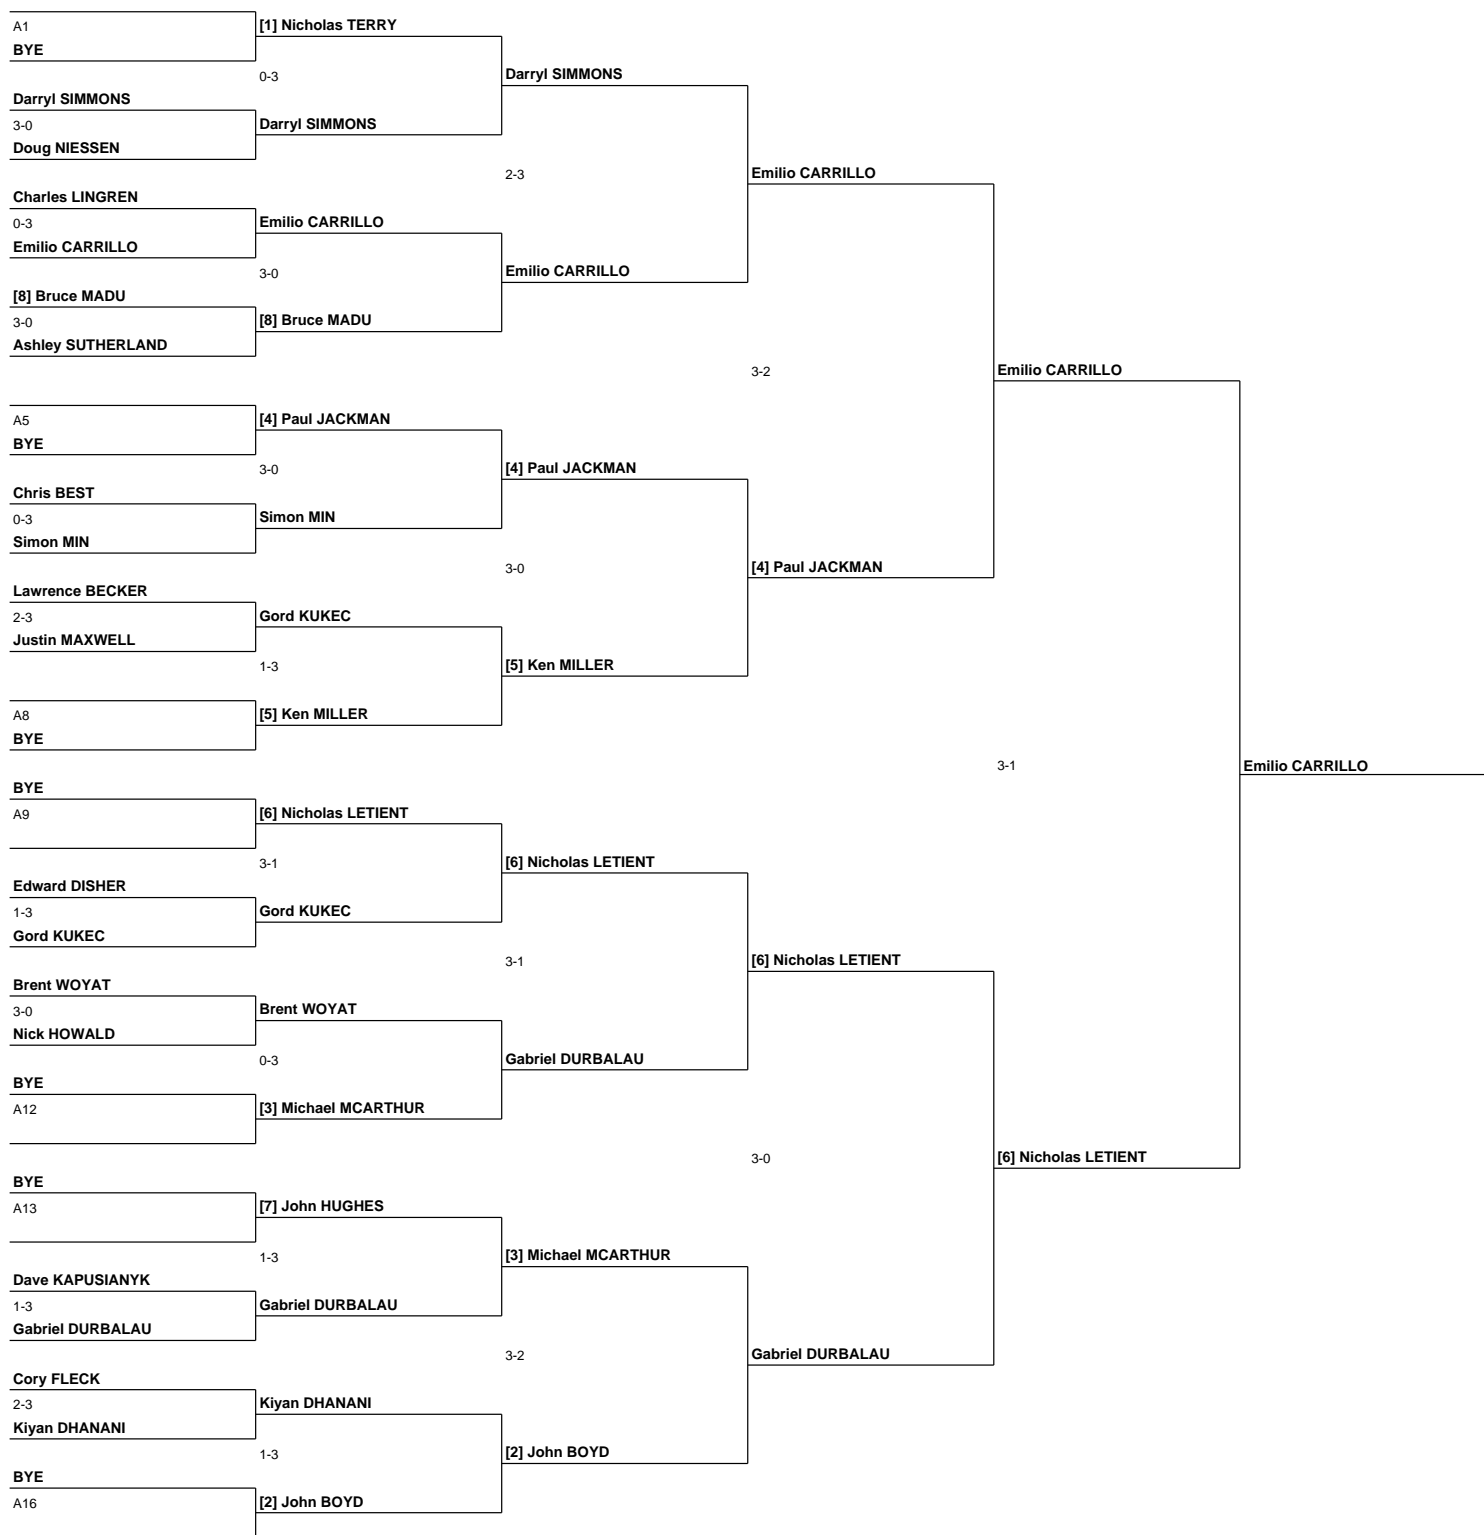 A1
BYE
Darryl SIMMONS
3-0
Doug NIESSEN
Charles LINGREN
0-3
Emilio CARRILLO
[8] Bruce MADU
3-0
Ashley SUTHERLAND
A5
BYE
Chris BEST
0-3
Simon MIN
Lawrence BECKER
2-3
Justin MAXWELL
A8
BYE
BYE
A9
Edward DISHER
1-3
Gord KUKEC
Brent WOYAT
3-0
Nick HOWALD
BYE
A12
BYE
A13
Dave KAPUSIANYK
1-3
Gabriel DURBALAU
Cory FLECK
2-3
Kiyan DHANANI
BYE
A16
[1] Nicholas TERRY
0-3
Darryl SIMMONS
Emilio CARRILLO
3-0
[8] Bruce MADU
[4] Paul JACKMAN
3-0
Simon MIN
Gord KUKEC
1-3
[5] Ken MILLER
[6] Nicholas LETIENT
3-1
Gord KUKEC
Brent WOYAT
0-3
[3] Michael MCARTHUR
[7] John HUGHES
1-3
Gabriel DURBALAU
Kiyan DHANANI
1-3
[2] John BOYD
Darryl SIMMONS
2-3
Emilio CARRILLO
[4] Paul JACKMAN
3-0
[5] Ken MILLER
[6] Nicholas LETIENT
3-1
Gabriel DURBALAU
[3] Michael MCARTHUR
3-2
[2] John BOYD
Emilio CARRILLO
3-2
[4] Paul JACKMAN
[6] Nicholas LETIENT
3-0
Gabriel DURBALAU
Emilio CARRILLO
3-1
[6] Nicholas LETIENT
Emilio CARRILLO